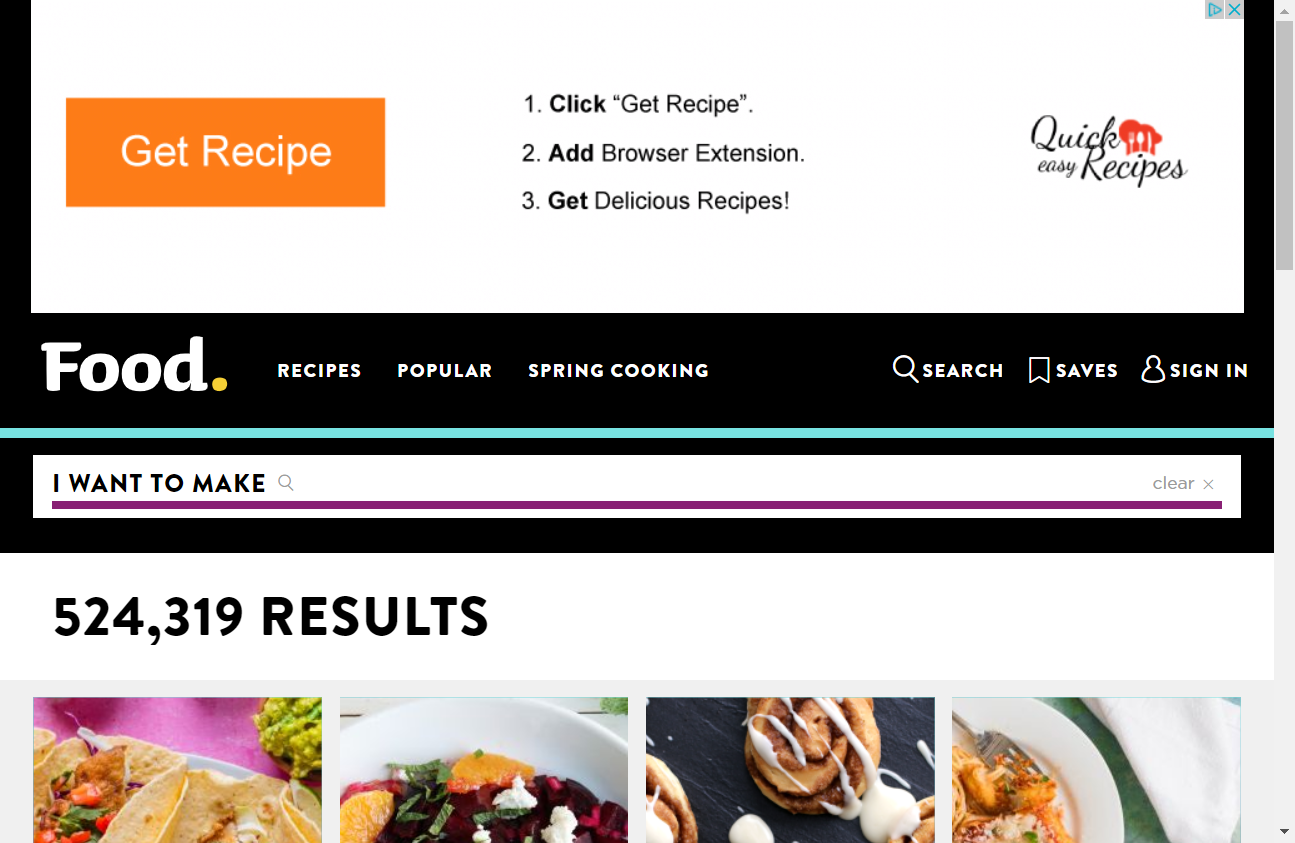 Get Recipe
1. Click “Get Recipe”.
2. Add Browser Extension.
3. Get Delicious Recipes!
Quick
easy Recipes
Food.
RECIPES
POPULAR
SPRING COOKING
SEARCH
SAVES
SIGN IN
I WANT TO MAKE
clear ×
524,319 RESULTS